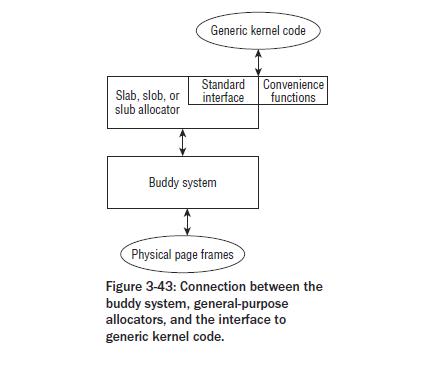 Generic kernel code
Standard
interface
Convenience
functions
Slab, slob, or
slub allocator
Buddy system
Physical page frames
Figure 3-43: Connection between the
buddy system, general-purpose
allocators, and the interface to
generic kernel code.